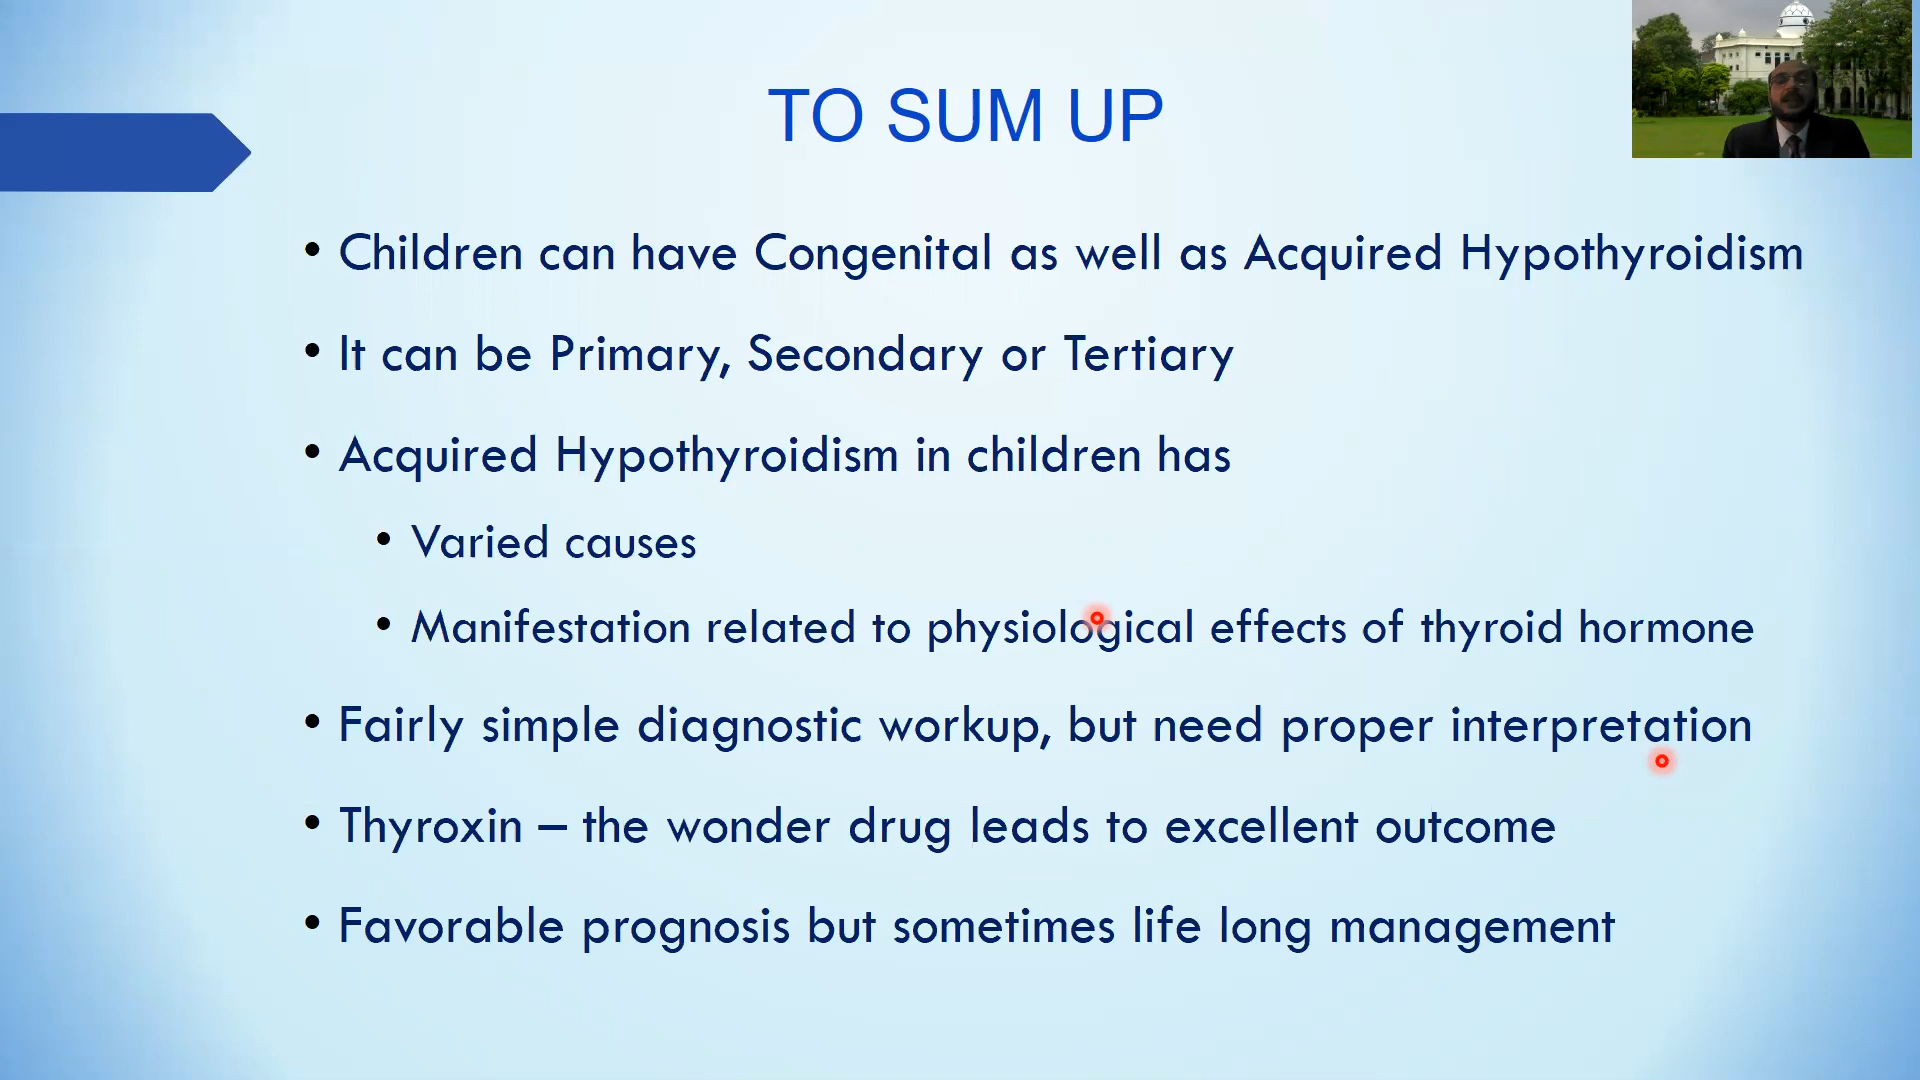 TO SUM UP
• Children can have Congenital as well as Acquired Hypothyroidism
• It can be Primary, Secondary or Tertiary
• Acquired Hypothyroidism in children has
• Varied causes
• Manifestation related to physiological effects of thyroid hormone
• Fairly simple diagnostic workup, but need proper interpretation
• Thyroxin – the wonder drug leads to excellent outcome
• Favorable prognosis but sometimes life long management